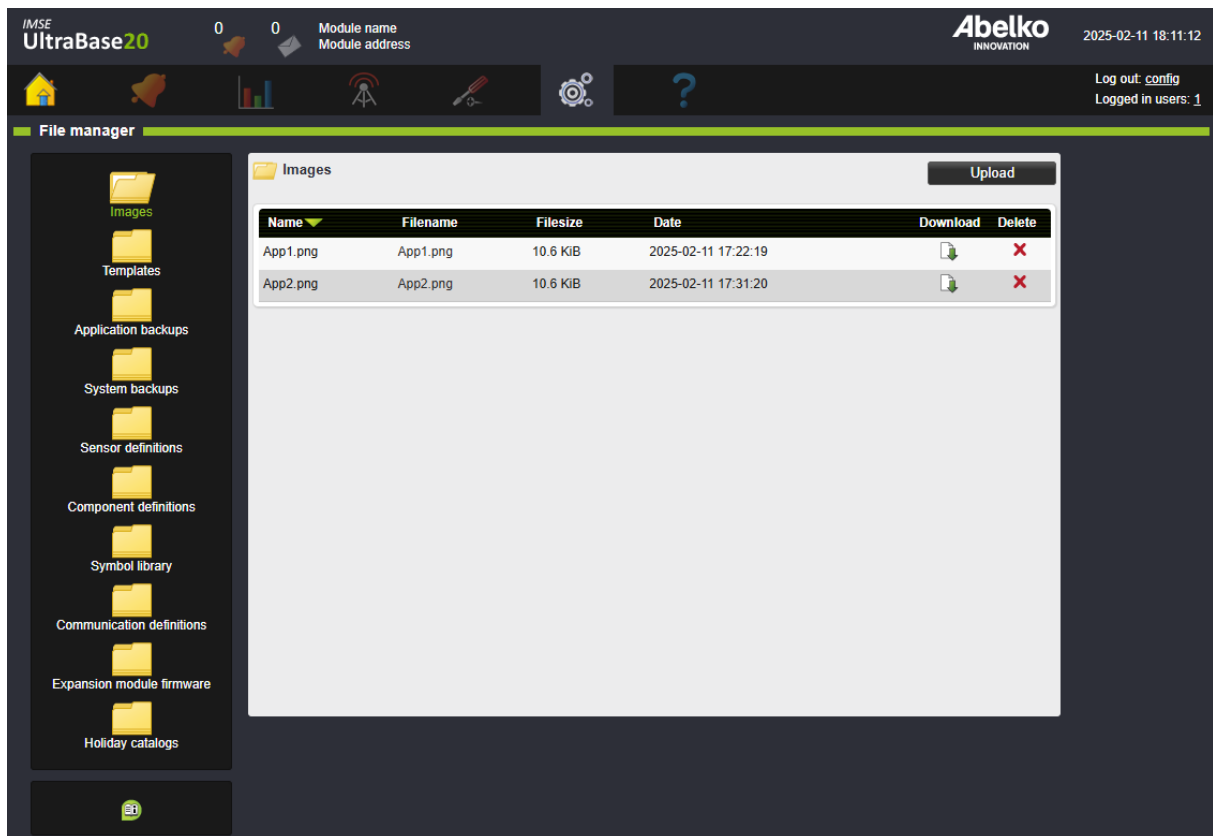 IMSE
UltraBase20
0
0
Module name
Module address
Abelko
INNOVATION
2025-02-11 18:11:12
Log out: config
Logged in users: 1
File manager
Images
Templates
Application backups
System backups
Sensor definitions
Component definitions
Symbol library
Communication definitions
Expansion module firmware
Holiday catalogs
Images
Upload
Name Filename Filesize Date Download Delete
App1.png App1.png 10.6 KiB 2025-02-11 17:22:19
App2.png App2.png 10.6 KiB 2025-02-11 17:31:20